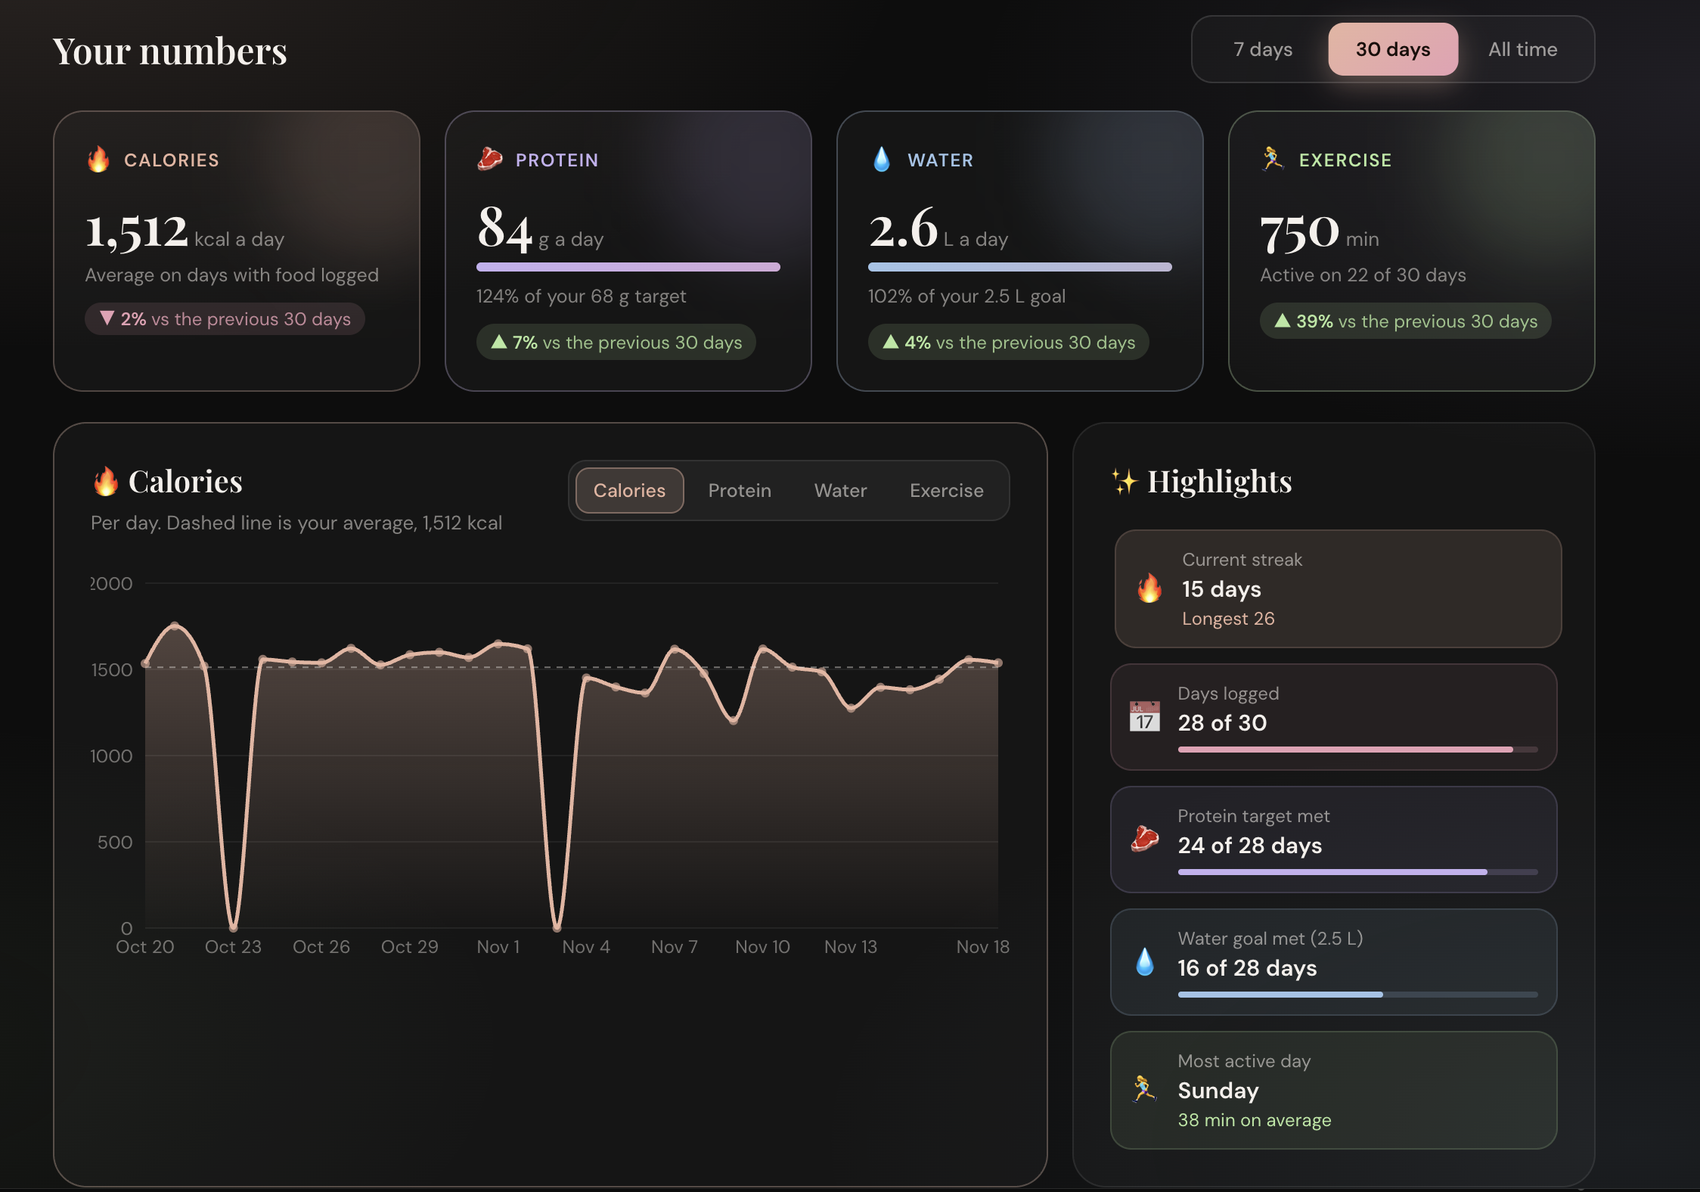 Your numbers
7 days 30 days All time
CALORIES
1,512 kcal a day
Average on days with food logged
▼ 2% vs the previous 30 days
PROTEIN
84 g a day
124% of your 68 g target
▲ 7% vs the previous 30 days
WATER
2.6 L a day
102% of your 2.5 L goal
▲ 4% vs the previous 30 days
EXERCISE
750 min
Active on 22 of 30 days
▲ 39% vs the previous 30 days
Calories
Per day. Dashed line is your average, 1,512 kcal
Calories Protein Water Exercise
2000
1500
1000
500
0
Oct 20 Oct 23 Oct 26 Oct 29 Nov 1 Nov 4 Nov 7 Nov 10 Nov 13 Nov 18
Highlights
Current streak
15 days
Longest 26
JUL
17
Days logged
28 of 30
Protein target met
24 of 28 days
Water goal met (2.5 L)
16 of 28 days
Most active day
Sunday
38 min on average